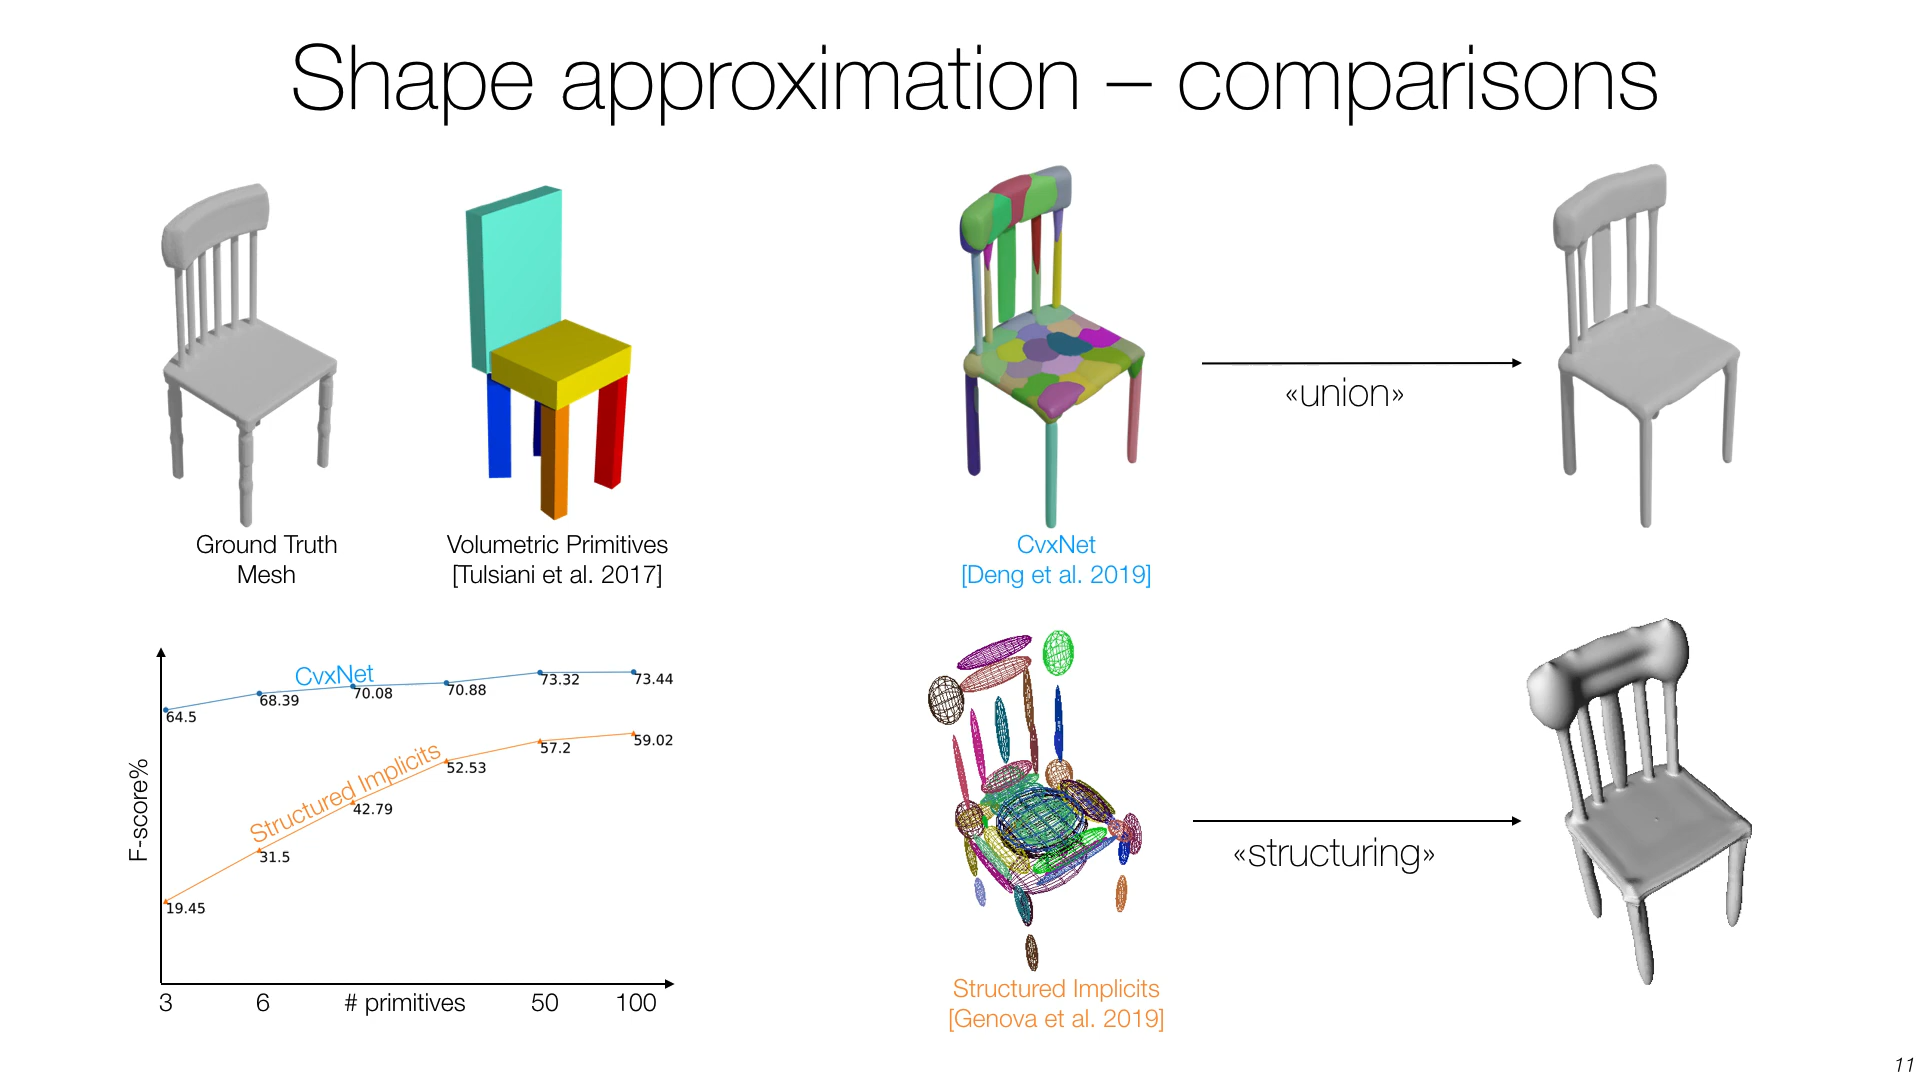 Shape approximation – comparisons
Ground Truth
Mesh
Volumetric Primitives
[Tulsiani et al. 2017]
CvxNet
[Deng et al. 2019]
«union»
CvxNet
64.5
68.39
70.08
70.88
73.32
73.44
Structured Implicits
19.45
31.5
42.79
52.53
57.2
59.02
F-score%
3
6
# primitives
50
100
«structuring»
Structured Implicits
[Genova et al. 2019]
11